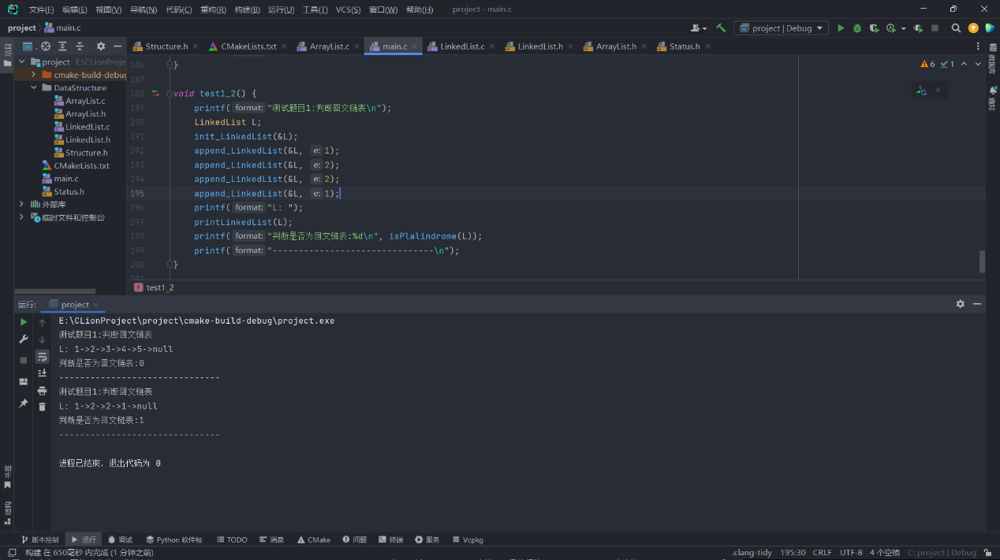 文件(F) 编辑(E) 视图(V) 导航(N) 代码(C) 重构(R) 构建(B) 运行(U) 工具(T) VCS(S) 窗口(W) 帮助(H) project - main.c
project main.c project | Debug
Structure.h CMakeLists.txt ArrayList.c main.c LinkedList.c LinkedList.h ArrayList.h Status.h
project E:\CLionProje
cmake-build-debug
DataStructure
ArrayList.c
ArrayList.h
LinkedList.c
LinkedList.h
Structure.h
CMakeLists.txt
main.c
Status.h
外部库
临时文件和控制台
6 1
186 }
187
188 void test1_2() {
189 printf( format: "测试题目1:判断回文链表\n");
190 LinkedList L;
191 init_LinkedList(&L);
192 append_LinkedList(&L, e: 1);
193 append_LinkedList(&L, e: 2);
194 append_LinkedList(&L, e: 2);
195 append_LinkedList(&L, e: 1);
196 printf( format: "L: ");
197 printLinkedList(L);
198 printf( format: "判断是否为回文链表:%d\n", isPlalindrome(L));
199 printf( format: "-------------------------------\n");
200 }
201
f test1_2
数据库
通知
项目
书签
结构
运行: project
E:\CLionProject\project\cmake-build-debug\project.exe
测试题目1:判断回文链表
L: 1->2->3->4->5->null
判断是否为回文链表:0
-------------------------------
测试题目1:判断回文链表
L: 1->2->2->1->null
判断是否为回文链表:1
-------------------------------
进程已结束，退出代码为 0
版本控制 运行 调试 Python 软件包 TODO 消息 CMake 问题 终端 服务 Vcpkg
构建 在 650毫秒 内完成 (1 分钟之前) .clang-tidy 195:30 CRLF UTF-8 4 个空格 C: project | Debug